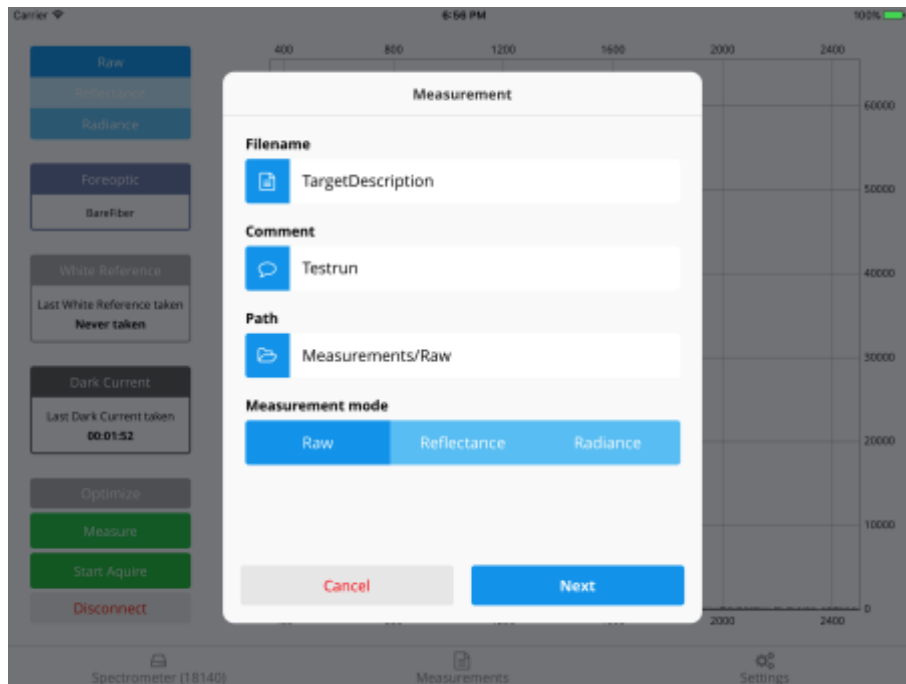 Carrier 6:56 PM 100%
400 800 1200 1600 2000 2400
Raw
Reflectance
Radiance
Foreoptic
BareFiber
White Reference
Last White Reference taken
Never taken
Dark Current
Last Dark Current taken
00:01:52
Optimize
Measure
Start Aquire
Disconnect
Measurement
Filename
TargetDescription
Comment
Testrun
Path
Measurements/Raw
Measurement mode
Raw Reflectance Radiance
Cancel Next
60000
50000
40000
30000
20000
10000
0
2000 2400
Spectrometer (18140) Measurements Settings